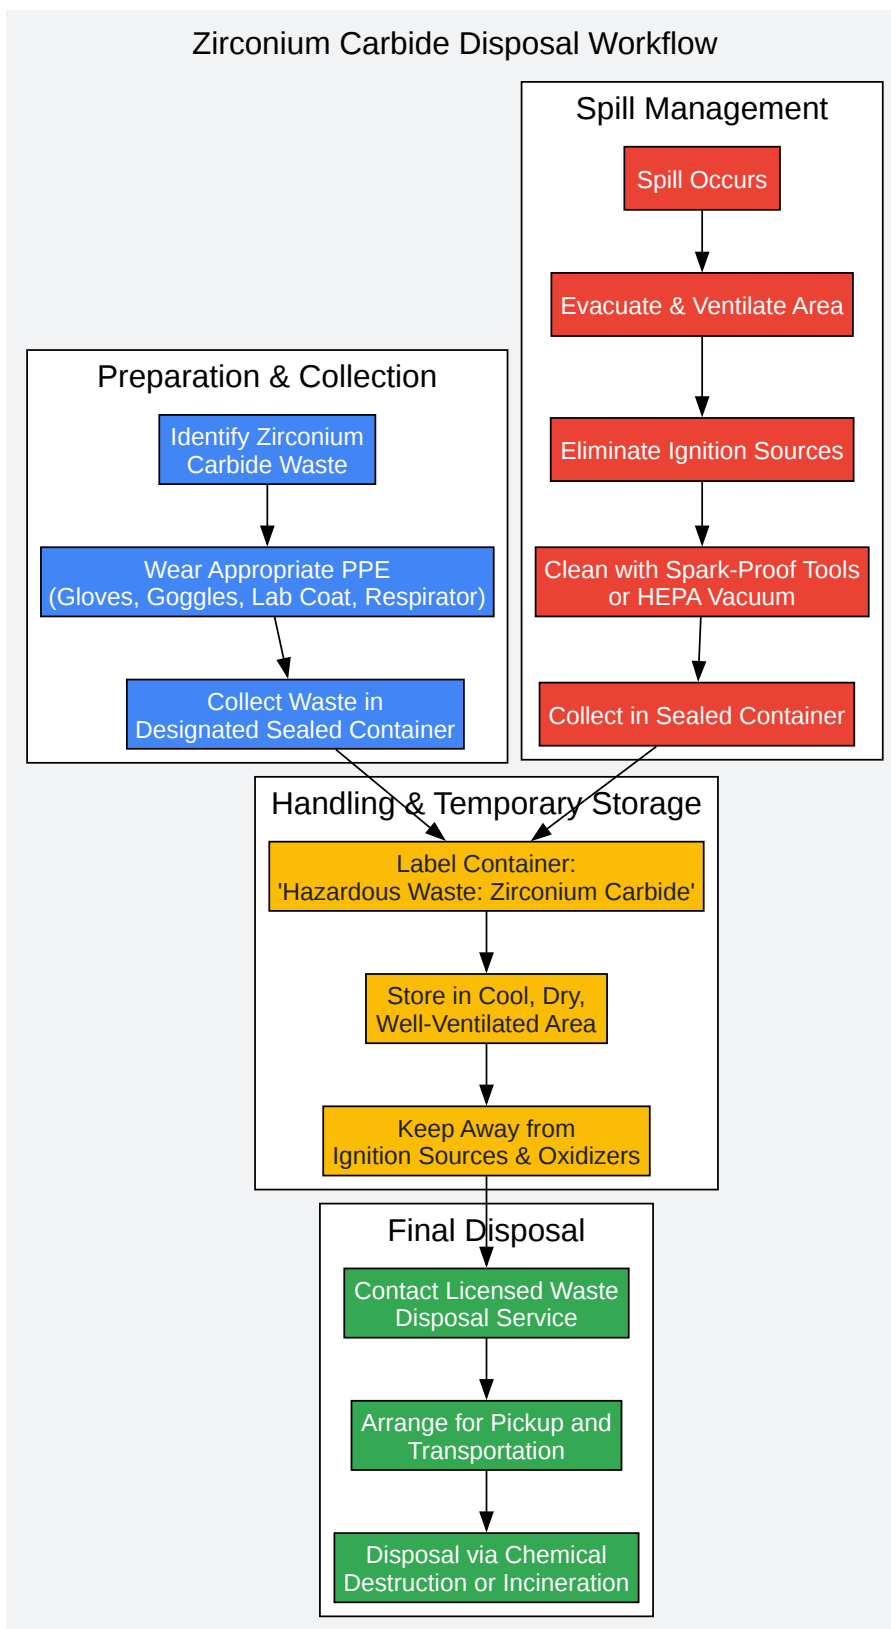 Zirconium Carbide Disposal Workflow
Spill Management
Spill Occurs
Evacuate & Ventilate Area
Eliminate Ignition Sources
Clean with Spark-Proof Tools
or HEPA Vacuum
Collect in Sealed Container
Preparation & Collection
Identify Zirconium
Carbide Waste
Wear Appropriate PPE
(Gloves, Goggles, Lab Coat, Respirator)
Collect Waste in
Designated Sealed Container
Handling & Temporary Storage
Label Container:
'Hazardous Waste: Zirconium Carbide'
Store in Cool, Dry,
Well-Ventilated Area
Keep Away from
Ignition Sources & Oxidizers
Final Disposal
Contact Licensed Waste
Disposal Service
Arrange for Pickup and
Transportation
Disposal via Chemical
Destruction or Incineration